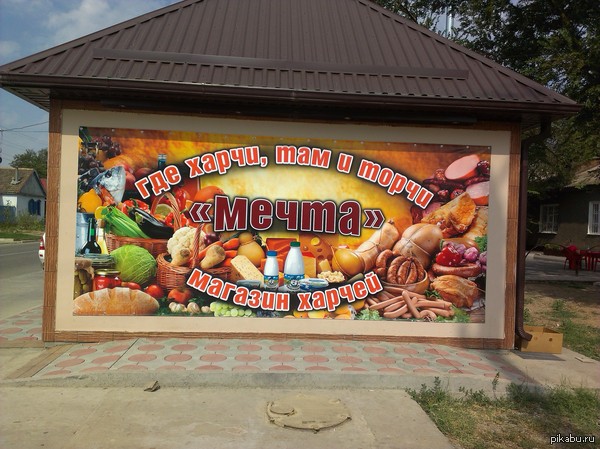 где харчи, там и торчи
«Мечта»
магазин харчей
pikabu.ru